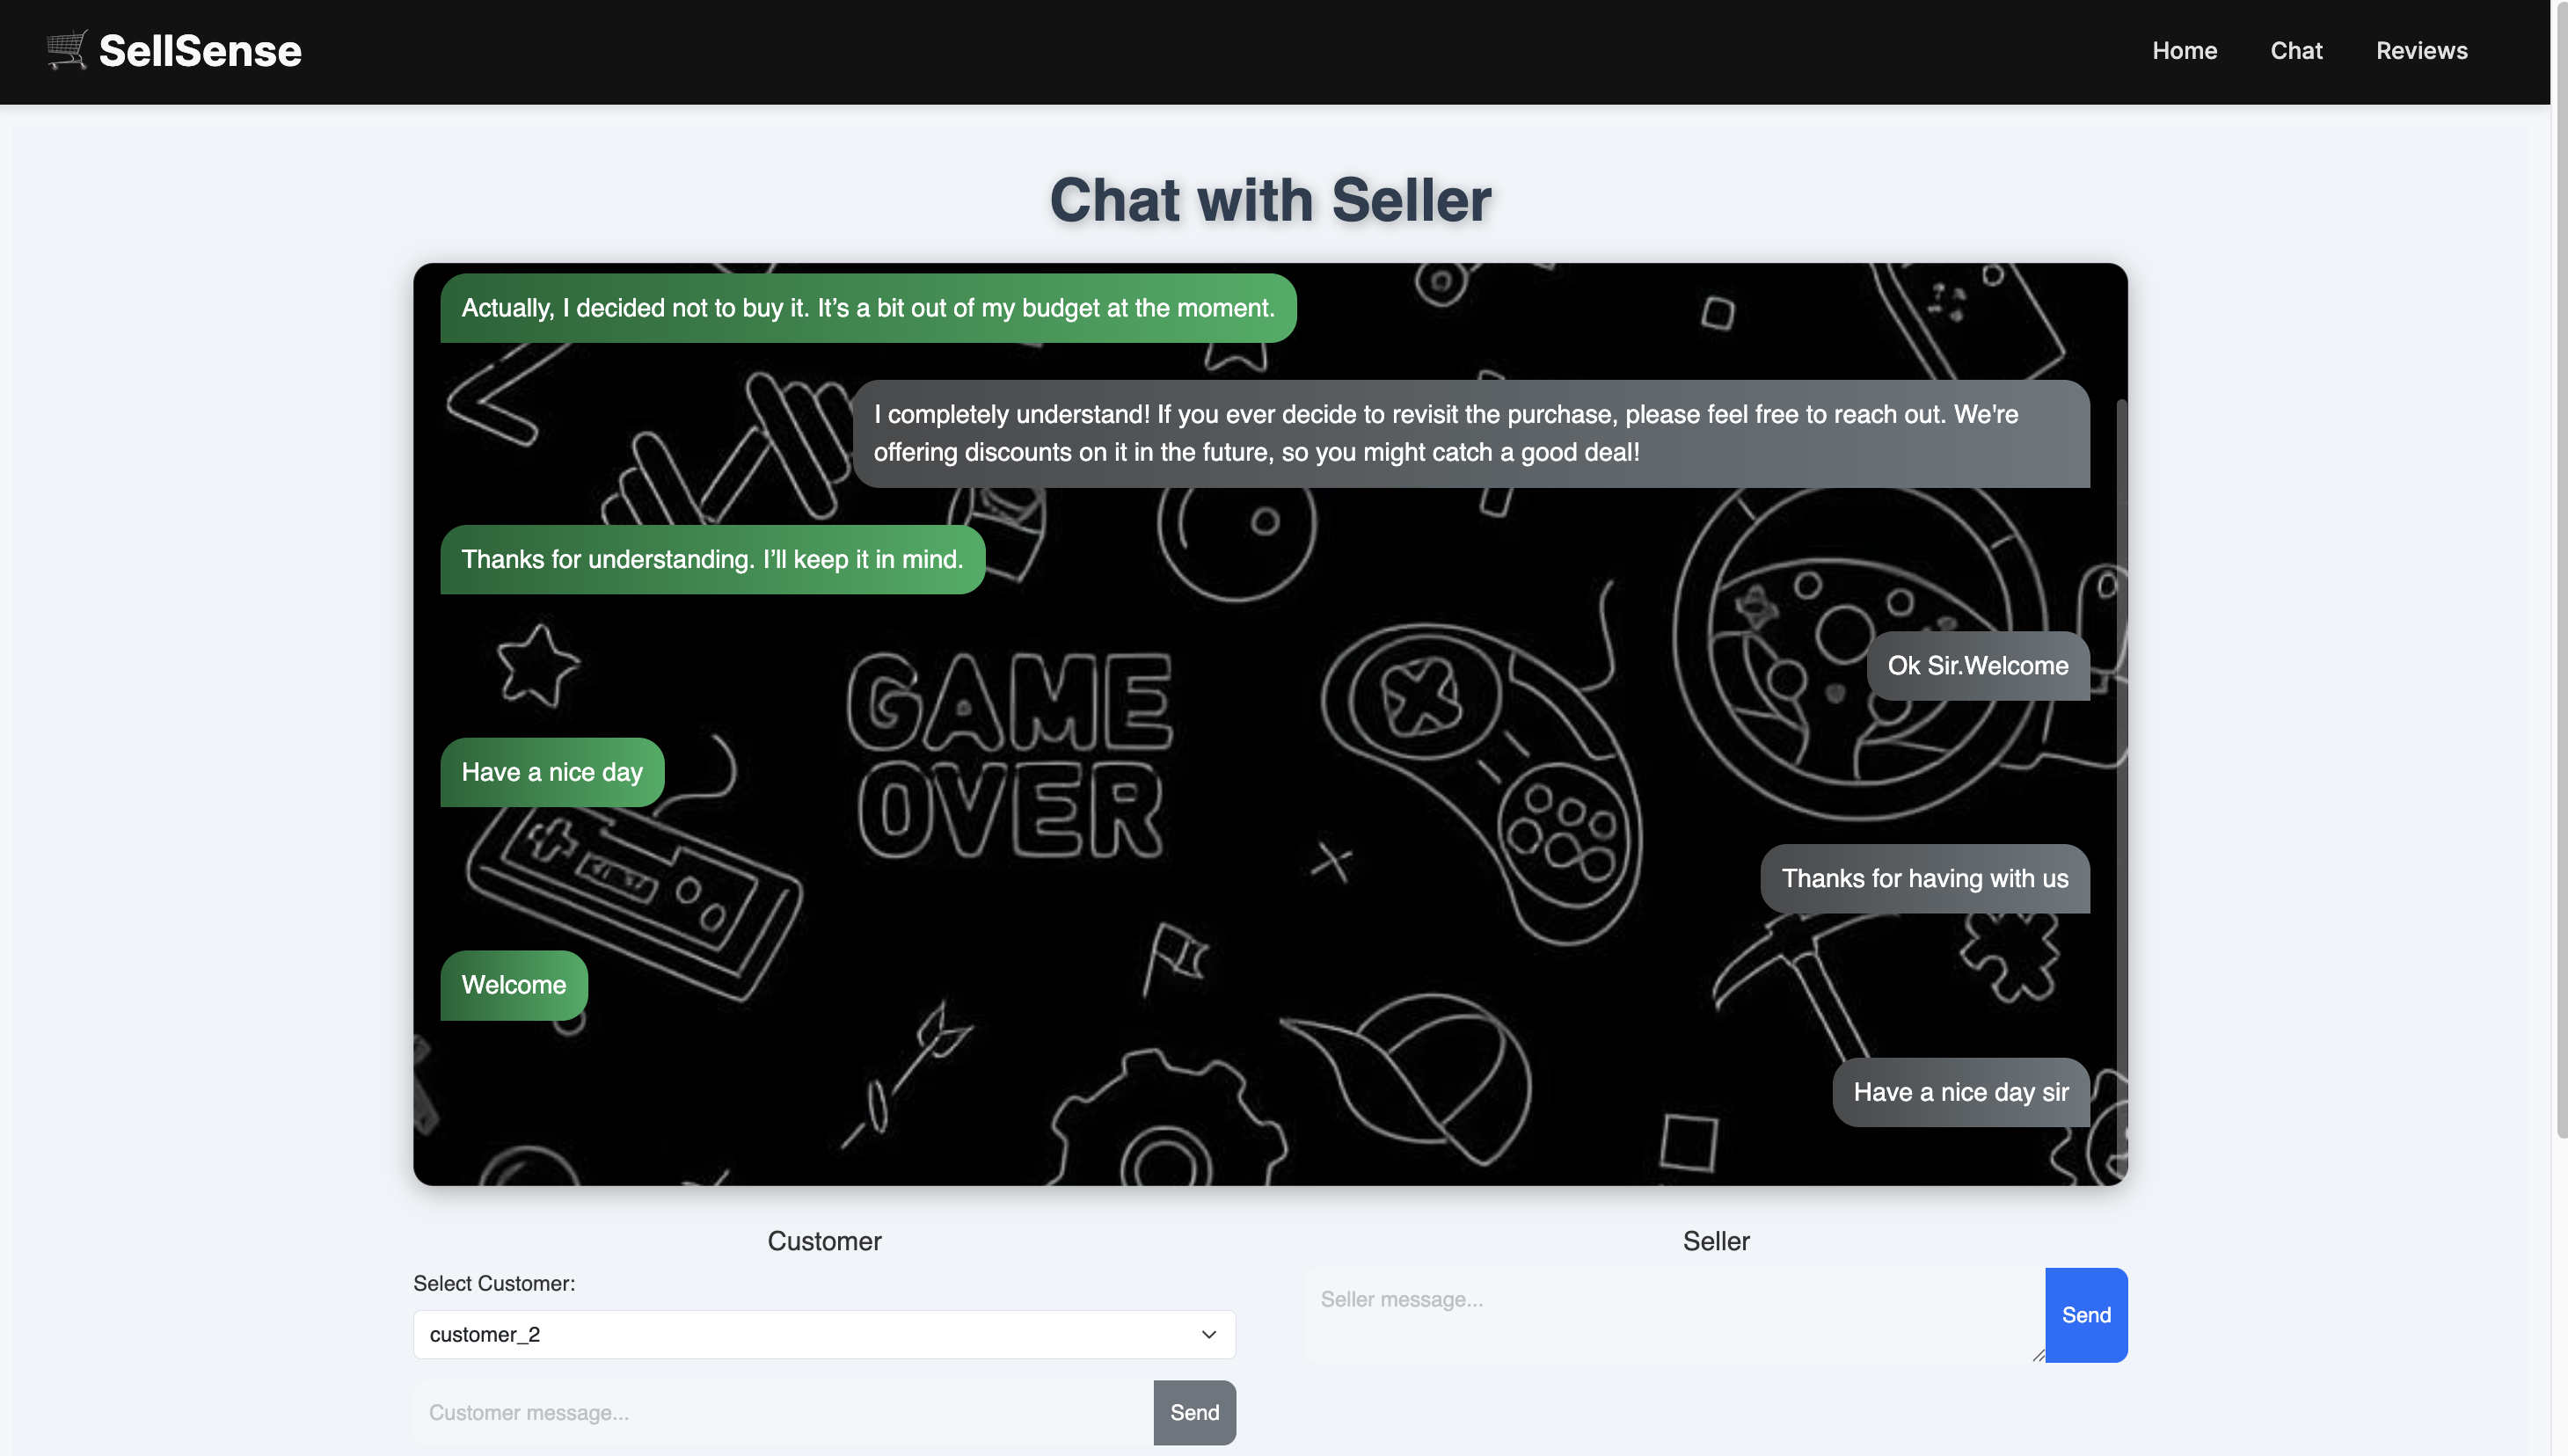 SellSense
Home
Chat
Reviews
Chat with Seller
Actually, I decided not to buy it. It’s a bit out of my budget at the moment.
I completely understand! If you ever decide to revisit the purchase, please feel free to reach out. We're
offering discounts on it in the future, so you might catch a good deal!
Thanks for understanding. I’ll keep it in mind.
Ok Sir.Welcome
GAME
OVER
Have a nice day
Thanks for having with us
Welcome
Have a nice day sir
Customer
Select Customer:
customer_2
Customer message...
Send
Seller
Seller message...
Send